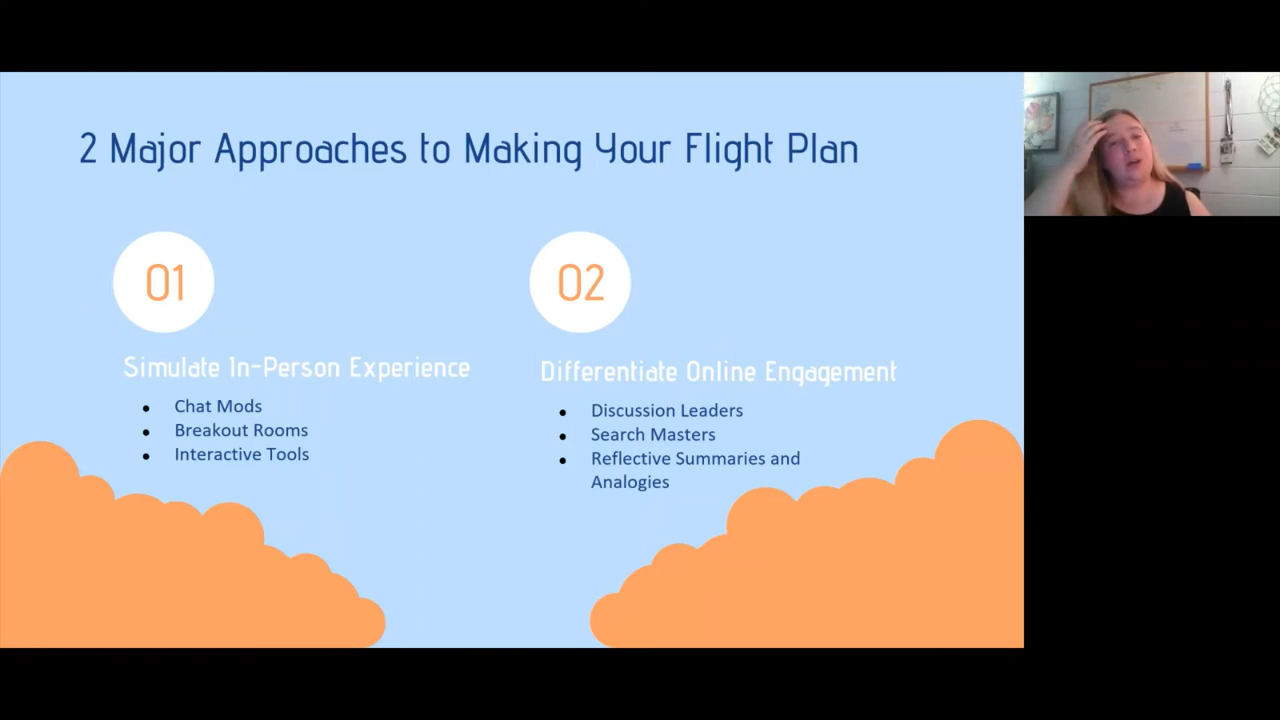 2 Major Approaches to Making Your Flight Plan
01
Simulate In-Person Experience
● Chat Mods
● Breakout Rooms
● Interactive Tools
02
Differentiate Online Engagement
● Discussion Leaders
● Search Masters
● Reflective Summaries and
Analogies